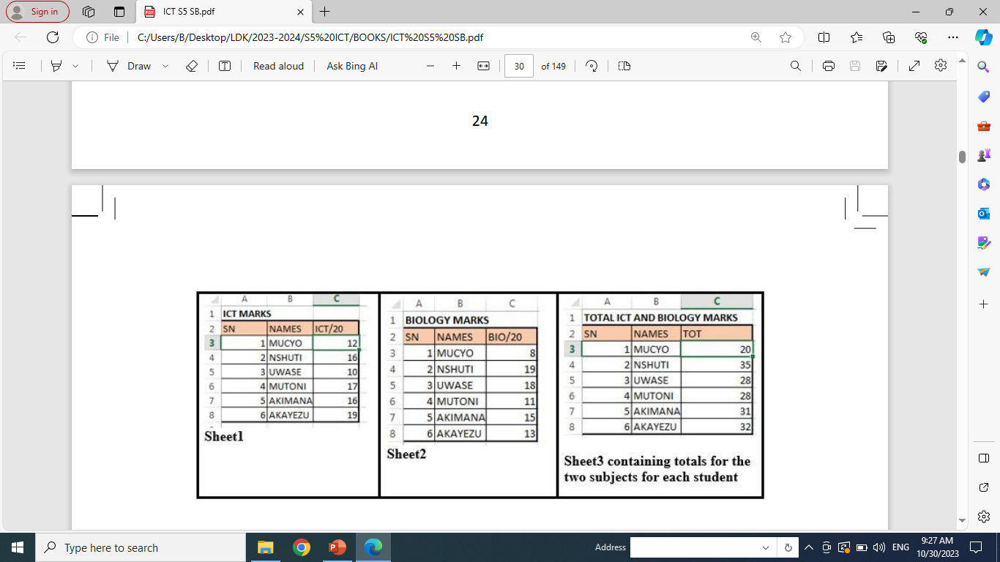 Sign in
ICT S5 SB.pdf
File
C:/Users/B/Desktop/LDK/2023-2024/S5%20ICT/BOOKS/ICT%20S5%20SB.pdf
Draw
Read aloud
Ask Bing AI
30
of 149
24
A B C
1 ICT MARKS
2 SN NAMES ICT/20
3 1 MUCYO 12
4 2 NSHUTI 16
5 3 UWASE 10
6 4 MUTONI 17
7 5 AKIMANA 16
8 6 AKAYEZU 19
Sheet1
A B C
1 BIOLOGY MARKS
2 SN NAMES BIO/20
3 1 MUCYO 8
4 2 NSHUTI 19
5 3 UWASE 18
6 4 MUTONI 11
7 5 AKIMANA 15
8 6 AKAYEZU 13
Sheet2
A B C
1 TOTAL ICT AND BIOLOGY MARKS
2 SN NAMES TOT
3 1 MUCYO 20
4 2 NSHUTI 35
5 3 UWASE 28
6 4 MUTONI 28
7 5 AKIMANA 31
8 6 AKAYEZU 32
Sheet3 containing totals for the
two subjects for each student
Type here to search
Address
ENG
9:27 AM
10/30/2023